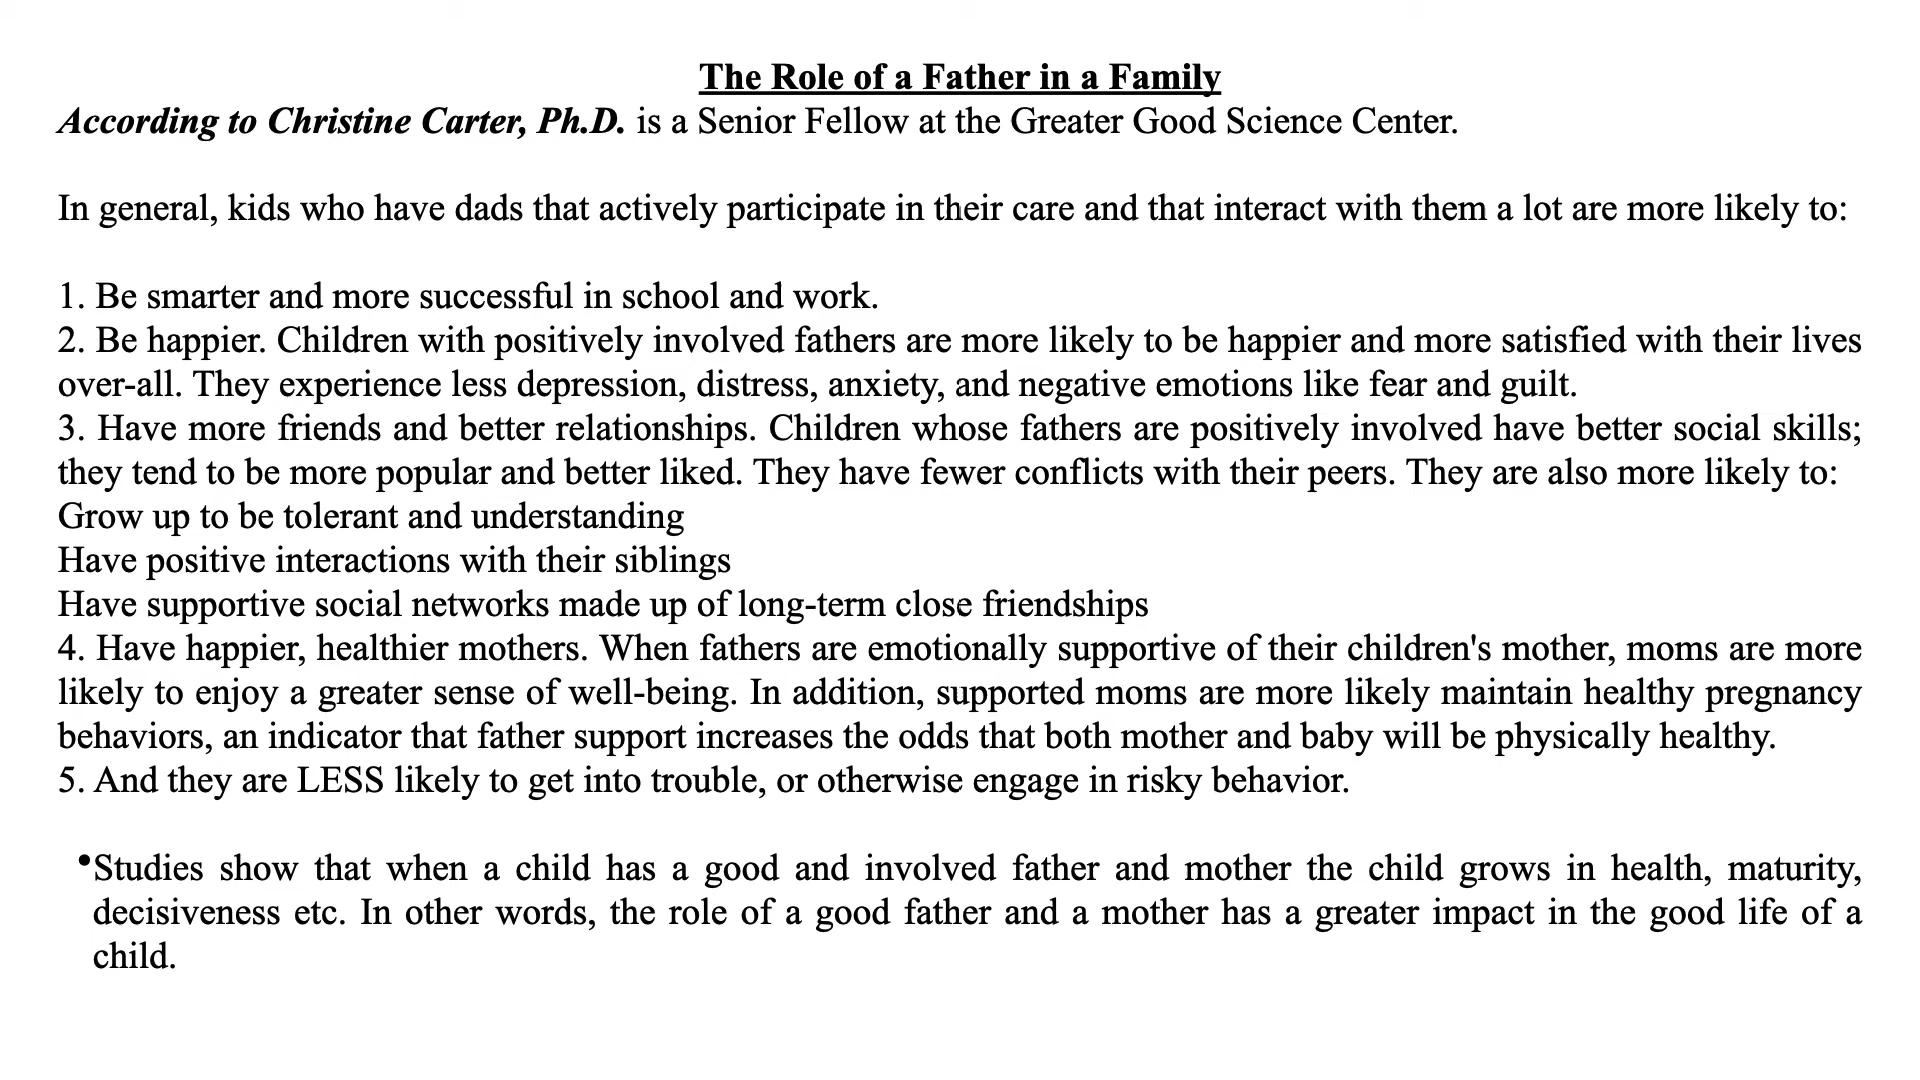 The Role of a Father in a Family
According to Christine Carter, Ph.D. is a Senior Fellow at the Greater Good Science Center.
In general, kids who have dads that actively participate in their care and that interact with them a lot are more likely to:
1. Be smarter and more successful in school and work.
2. Be happier. Children with positively involved fathers are more likely to be happier and more satisfied with their lives
over-all. They experience less depression, distress, anxiety, and negative emotions like fear and guilt.
3. Have more friends and better relationships. Children whose fathers are positively involved have better social skills;
they tend to be more popular and better liked. They have fewer conflicts with their peers. They are also more likely to:
Grow up to be tolerant and understanding
Have positive interactions with their siblings
Have supportive social networks made up of long-term close friendships
4. Have happier, healthier mothers. When fathers are emotionally supportive of their children's mother, moms are more
likely to enjoy a greater sense of well-being. In addition, supported moms are more likely maintain healthy pregnancy
behaviors, an indicator that father support increases the odds that both mother and baby will be physically healthy.
5. And they are LESS likely to get into trouble, or otherwise engage in risky behavior.
•Studies show that when a child has a good and involved father and mother the child grows in health, maturity,
decisiveness etc. In other words, the role of a good father and a mother has a greater impact in the good life of a
child.